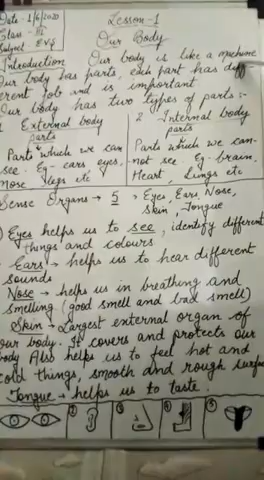 Date - 1/6/2020
Lesson - 1
Class - III
Our Body
Subject EVS
Introduction Our body is like a machine
Our body has parts, each part has diff
erent job and is important.
Our body has two types of parts :-
External body
parts
Parts which we can
see. Eg - ears, eyes,
Nose, legs etc
2 Internal body
parts
Parts which we can-
not see. Eg - brain,
Heart, Lungs etc
Sense Organs → 5 → Eyes, Ears, Nose,
Skin, Tongue
Eyes helps us to see, identify different
things and colours.
Ears → helps us to hear different
sounds
Nose → helps us in breathing and
smelling (good smell and bad smell)
Skin → Largest external organ of
our body. It covers and protects our
body Also helps us to feel hot and
cold things, smooth and rough surfac
Tongue → helps us to taste.
2 3 4 5